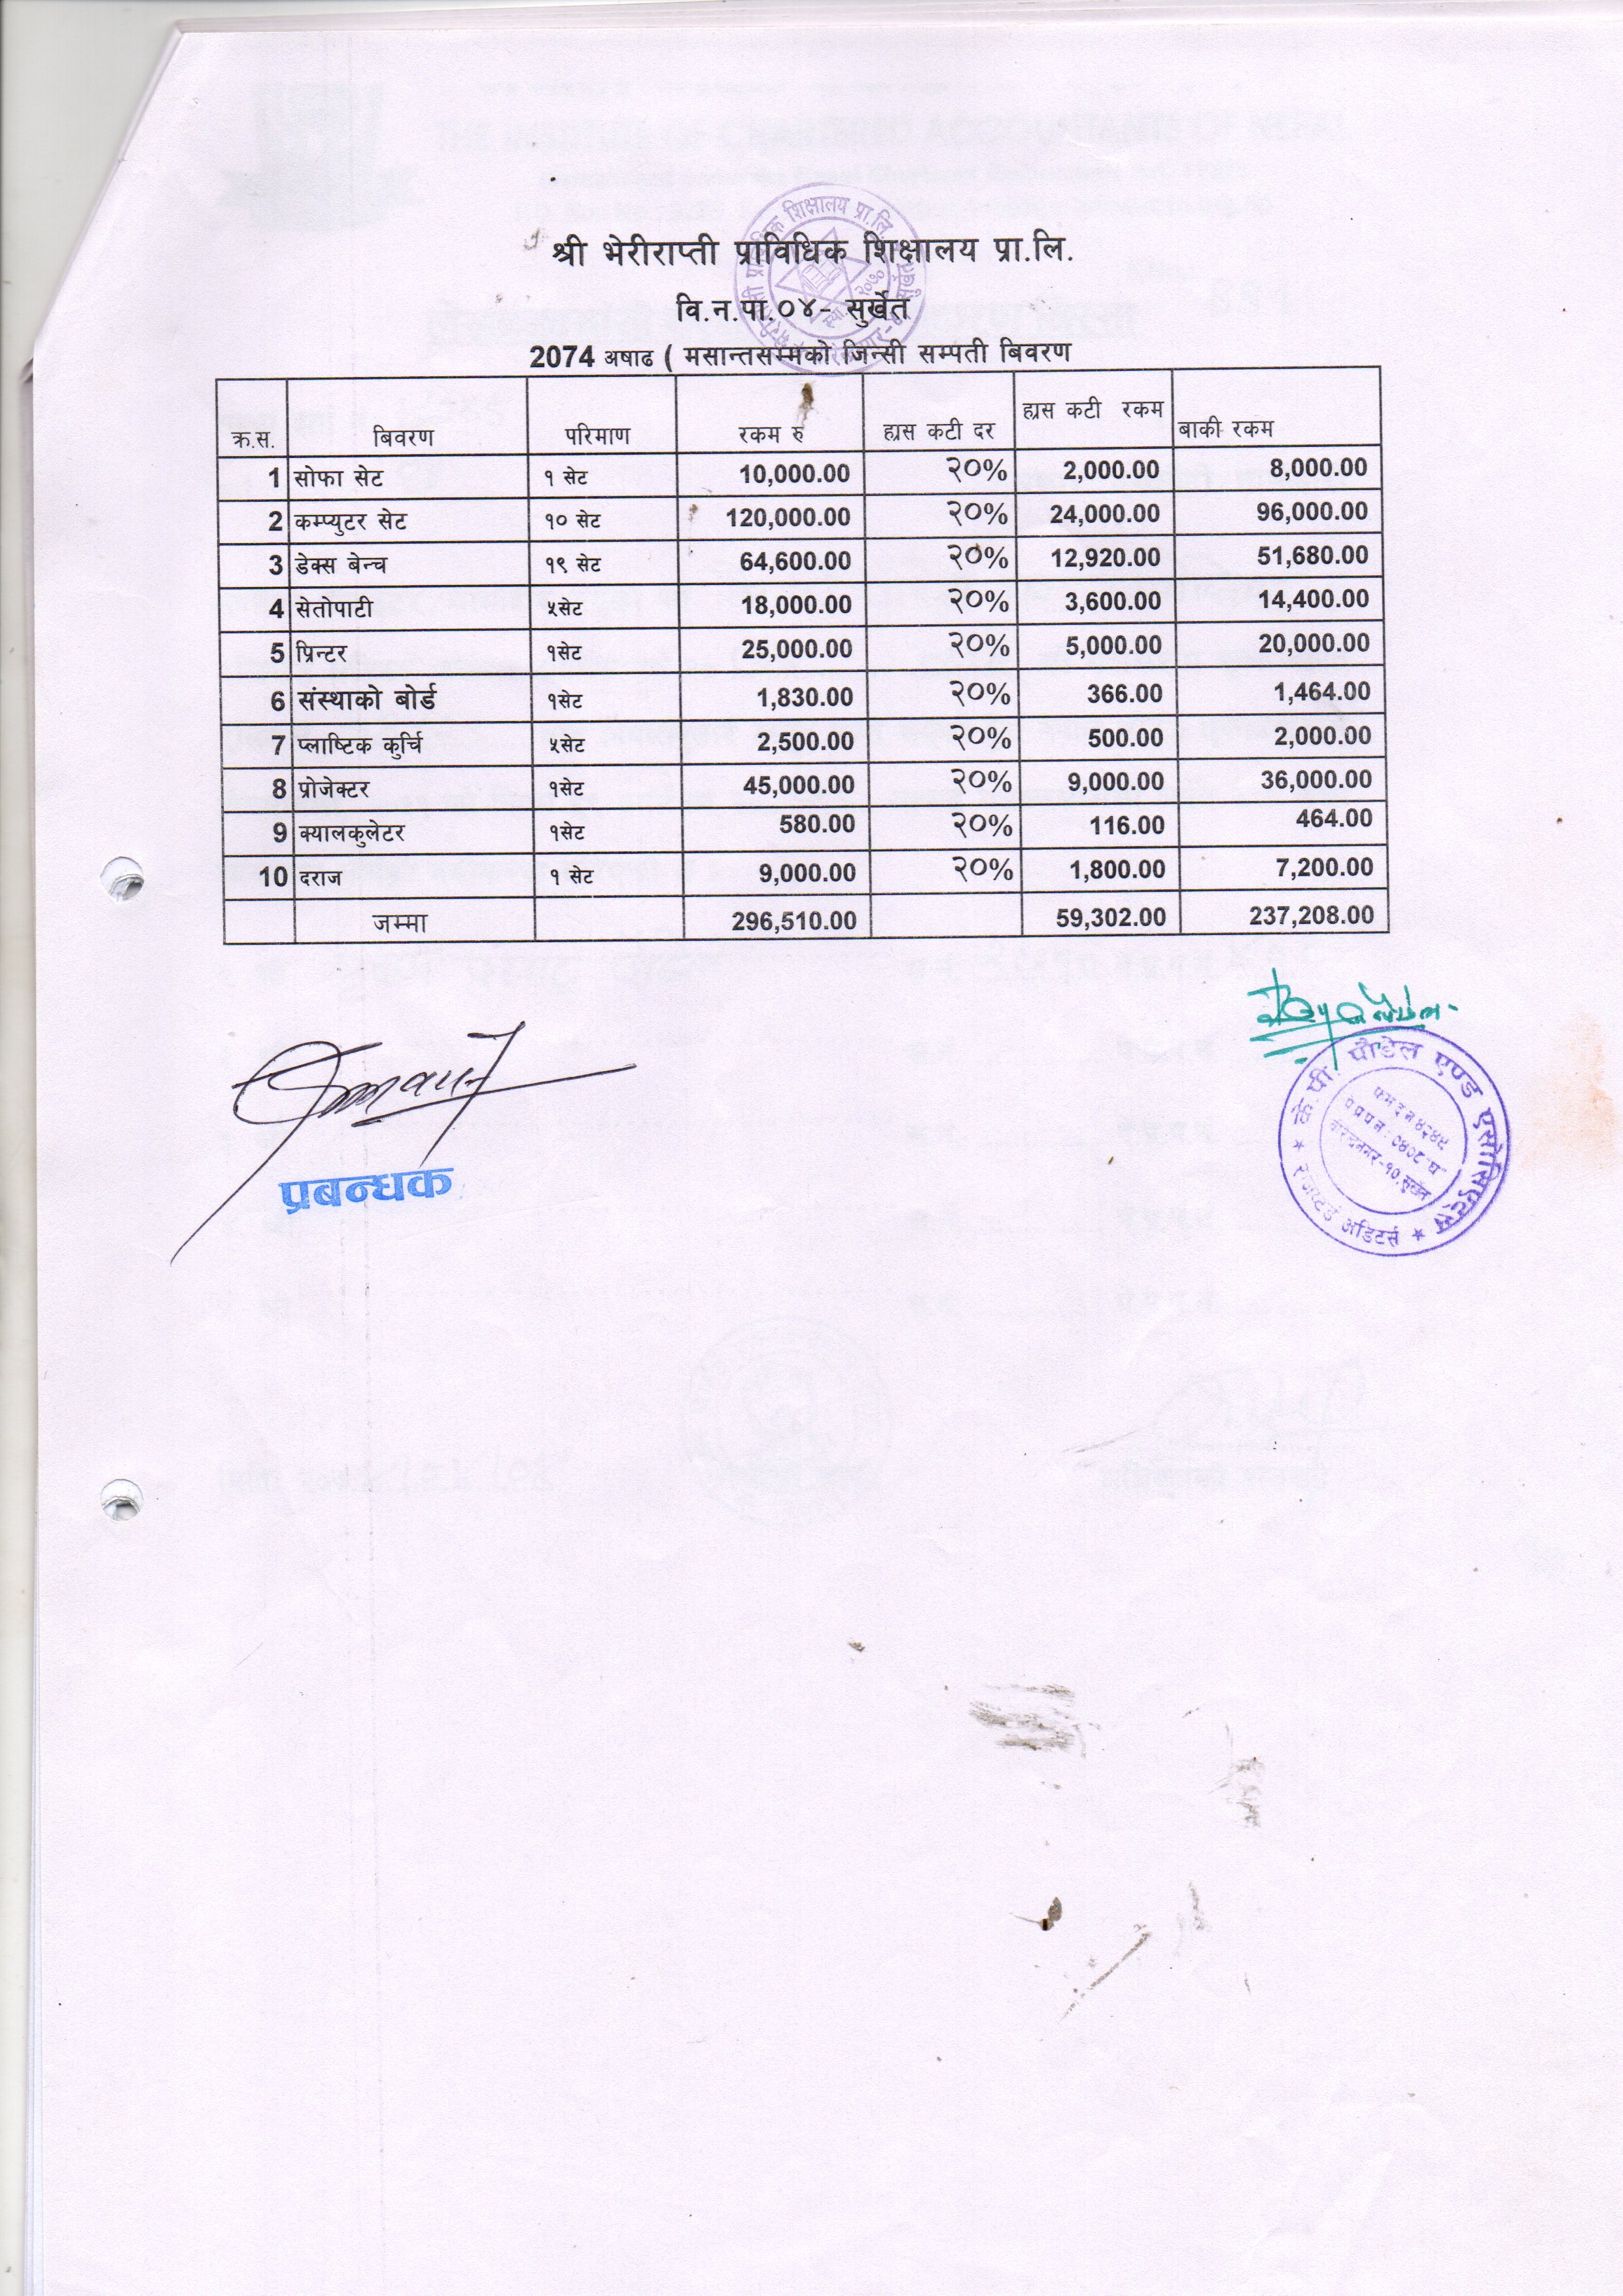 श्री भेरीराप्ती प्राविधिक शिक्षालय प्रा.लि.
वि.न.पा.०४- सुर्खेत
2074 अषाढ ( मसान्तसम्मको जिन्सी सम्पती बिवरण
क्र.स. बिवरण परिमाण रकम रु ह्यास कटी दर ह्यास कटी रकम बाकी रकम
1 सोफा सेट १ सेट 10,000.00 २०% 2,000.00 8,000.00
2 कम्प्युटर सेट १० सेट 120,000.00 २०% 24,000.00 96,000.00
3 डेक्स बेन्च १९ सेट 64,600.00 २०% 12,920.00 51,680.00
4 सेतोपाटी ५सेट 18,000.00 २०% 3,600.00 14,400.00
5 प्रिन्टर १सेट 25,000.00 २०% 5,000.00 20,000.00
6 संस्थाको बोर्ड १सेट 1,830.00 २०% 366.00 1,464.00
7 प्लाष्टिक कुर्चि ५सेट 2,500.00 २०% 500.00 2,000.00
8 प्रोजेक्टर १सेट 45,000.00 २०% 9,000.00 36,000.00
9 क्यालकुलेटर १सेट 580.00 २०% 116.00 464.00
10 दराज १ सेट 9,000.00 २०% 1,800.00 7,200.00
जम्मा 296,510.00 59,302.00 237,208.00
प्रबन्धक
के.पी. पौडेल एण्ड एसोसिएट्स
रजिष्टर्ड अडिटर्स